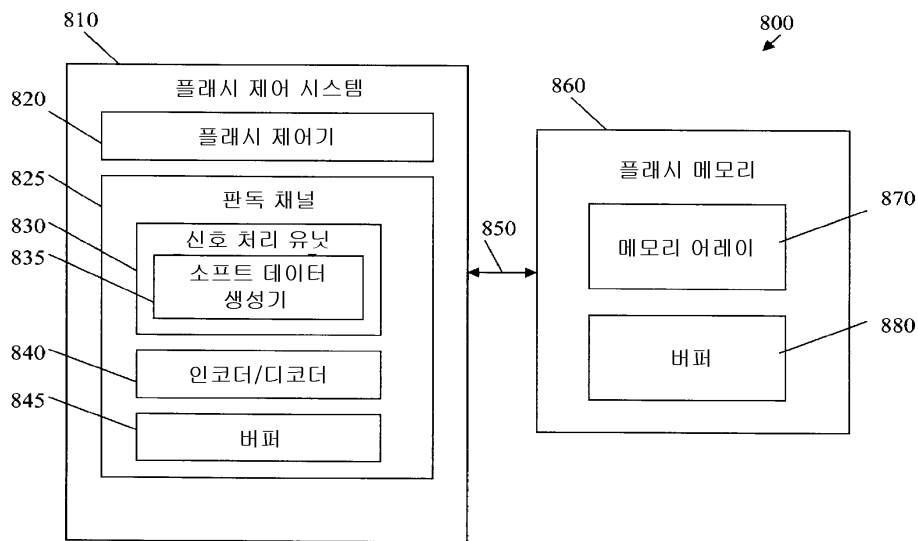 810
800
플래시 제어 시스템
820
플래시 제어기
825
판독 채널
830
신호 처리 유닛
835
소프트 데이터
생성기
840
인코더/디코더
845
버퍼
850
860
플래시 메모리
870
메모리 어레이
880
버퍼